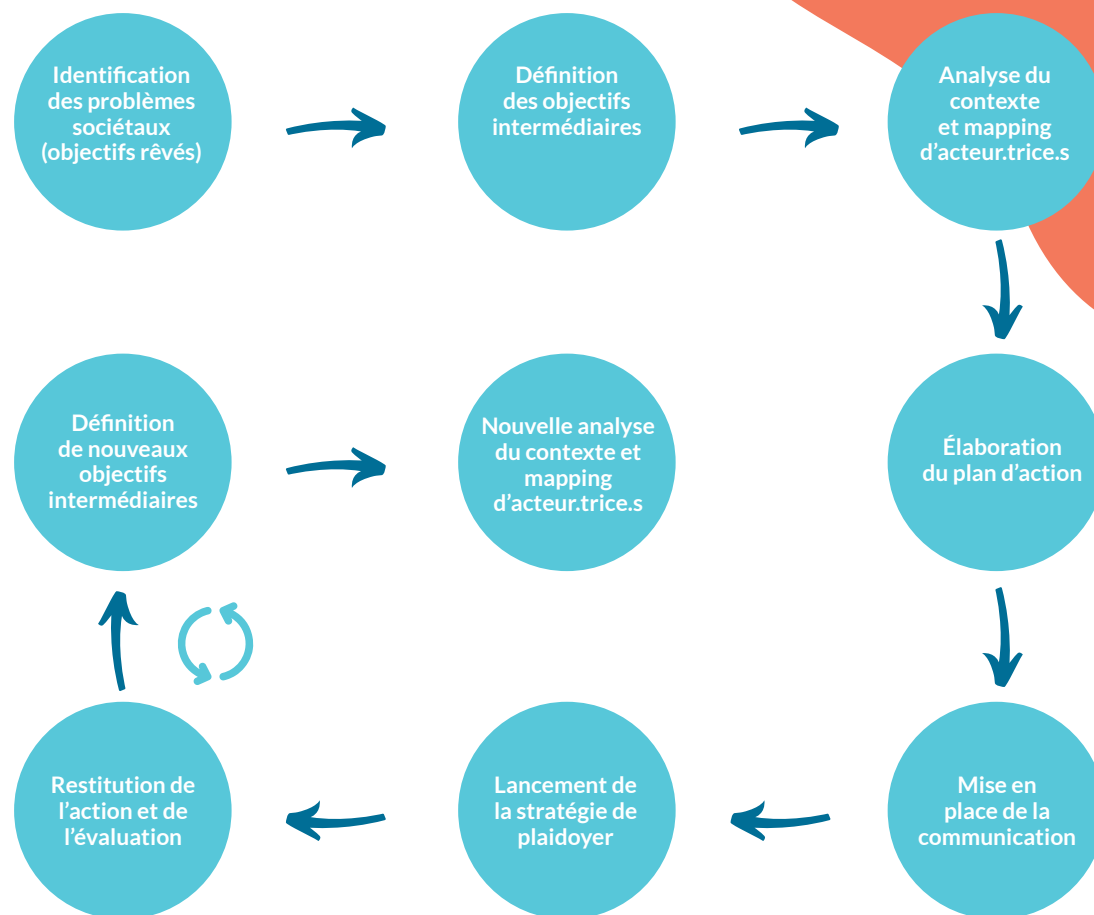 Identification
des problèmes
sociétaux
(objectifs rêvés)
Définition
des objectifs
intermédiaires
Analyse du
contexte
et mapping
d’acteur.trice.s
Élaboration
du plan d’action
Mise en
place de la
communication
Lancement de
la stratégie de
plaidoyer
Restitution de
l’action et de
l’évaluation
Définition
de nouveaux
objectifs
intermédiaires
Nouvelle analyse
du contexte et
mapping
d’acteur.trice.s